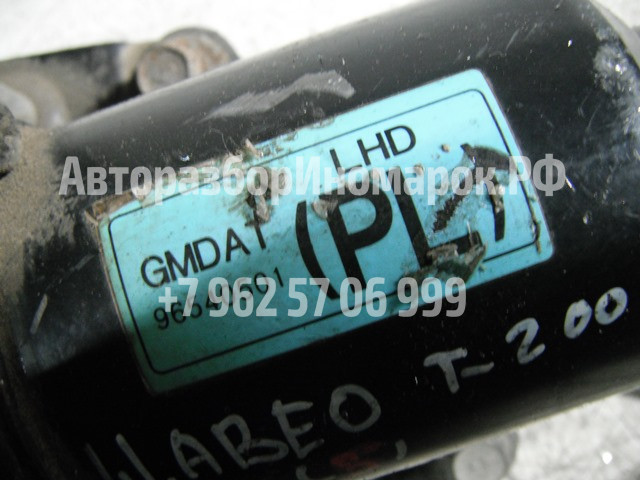 LHD
АвторазборИномарок.РФ
GMDAT (PL)
+7 962 57 06 999
T-200